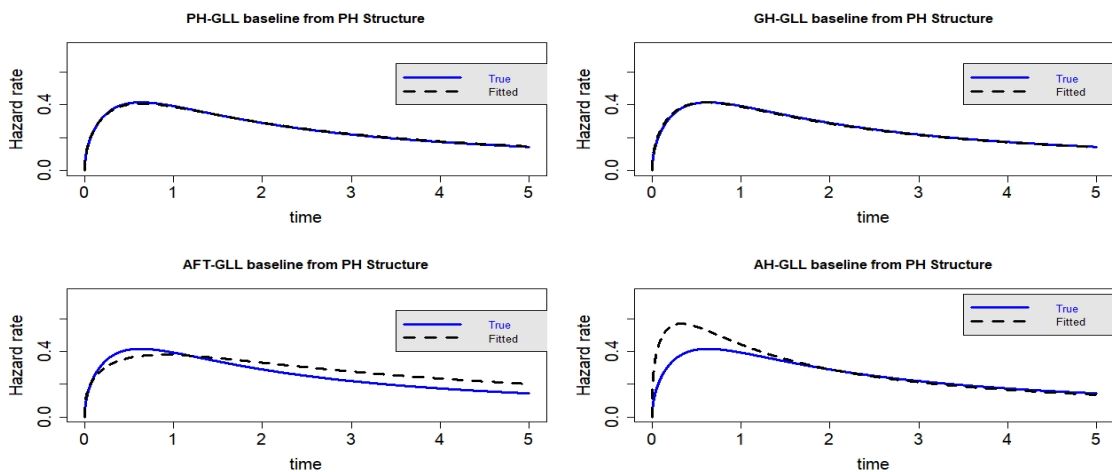 PH-GLL baseline from PH Structure
Hazard rate
0.0 0.4
True
Fitted
0 1 2 3 4 5
time
GH-GLL baseline from PH Structure
Hazard rate
0.0 0.4
True
Fitted
0 1 2 3 4 5
time
AFT-GLL baseline from PH Structure
Hazard rate
0.0 0.4
True
Fitted
0 1 2 3 4 5
time
AH-GLL baseline from PH Structure
Hazard rate
0.0 0.4
True
Fitted
0 1 2 3 4 5
time